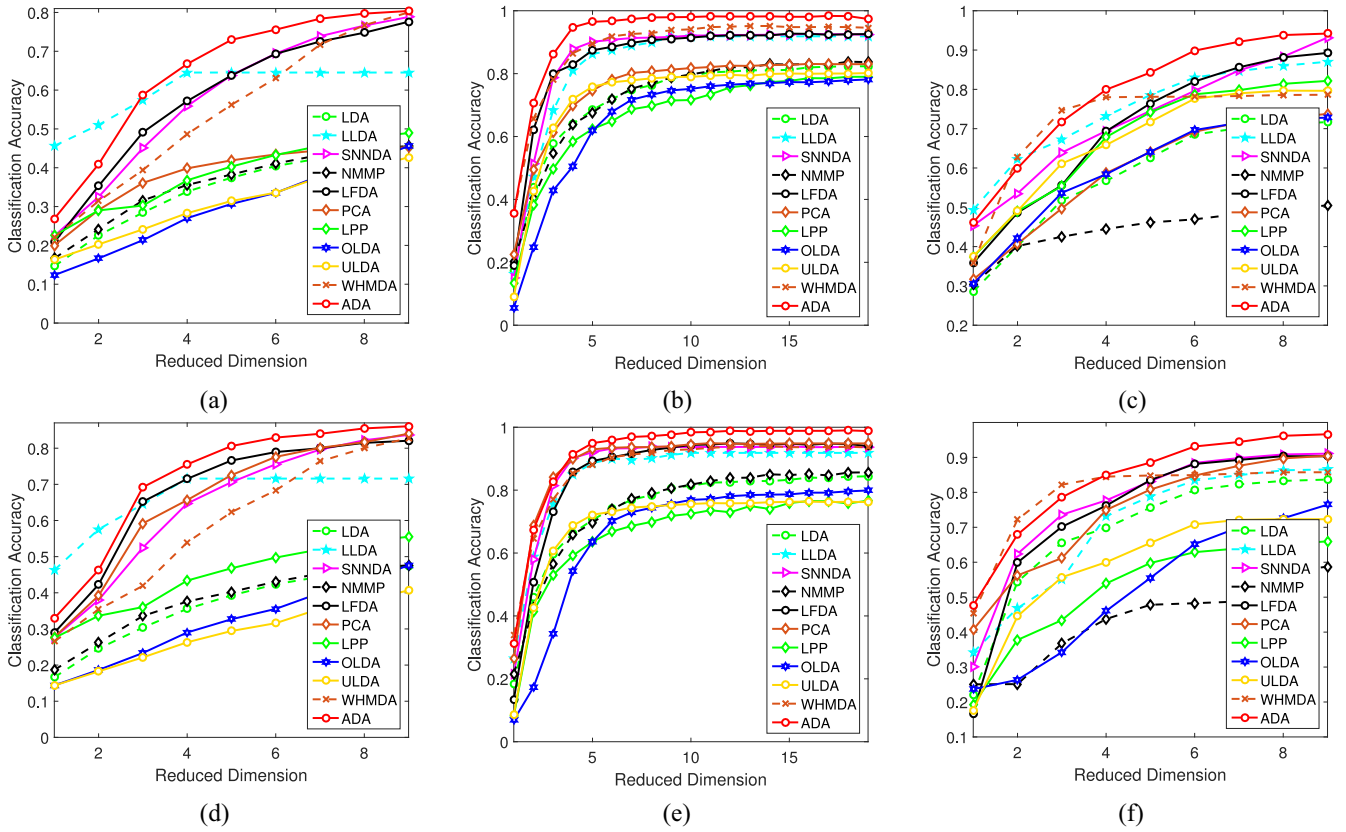 0.8
0.7
0.6
0.5
0.4
0.3
0.2
0.1
0
Classification Accuracy
LDA
LLDA
SNNDA
NMMP
LFDA
PCA
LPP
OLDA
ULDA
WHMDA
ADA
2 4 6 8
Reduced Dimension
(a)
1
0.8
0.6
0.4
0.2
0
Classification Accuracy
LDA
LLDA
SNNDA
NMMP
LFDA
PCA
LPP
OLDA
ULDA
WHMDA
ADA
5 10 15
Reduced Dimension
(b)
1
0.9
0.8
0.7
0.6
0.5
0.4
0.3
0.2
Classification Accuracy
LDA
LLDA
SNNDA
NMMP
LFDA
PCA
LPP
OLDA
ULDA
WHMDA
ADA
2 4 6 8
Reduced Dimension
(c)
0.8
0.7
0.6
0.5
0.4
0.3
0.2
0.1
0
Classification Accuracy
LDA
LLDA
SNNDA
NMMP
LFDA
PCA
LPP
OLDA
ULDA
WHMDA
ADA
2 4 6 8
Reduced Dimension
(d)
1
0.8
0.6
0.4
0.2
0
Classification Accuracy
LDA
LLDA
SNNDA
NMMP
LFDA
PCA
LPP
OLDA
ULDA
WHMDA
ADA
5 10 15
Reduced Dimension
(e)
0.9
0.8
0.7
0.6
0.5
0.4
0.3
0.2
0.1
Classification Accuracy
LDA
LLDA
SNNDA
NMMP
LFDA
PCA
LPP
OLDA
ULDA
WHMDA
ADA
2 4 6 8
Reduced Dimension
(f)